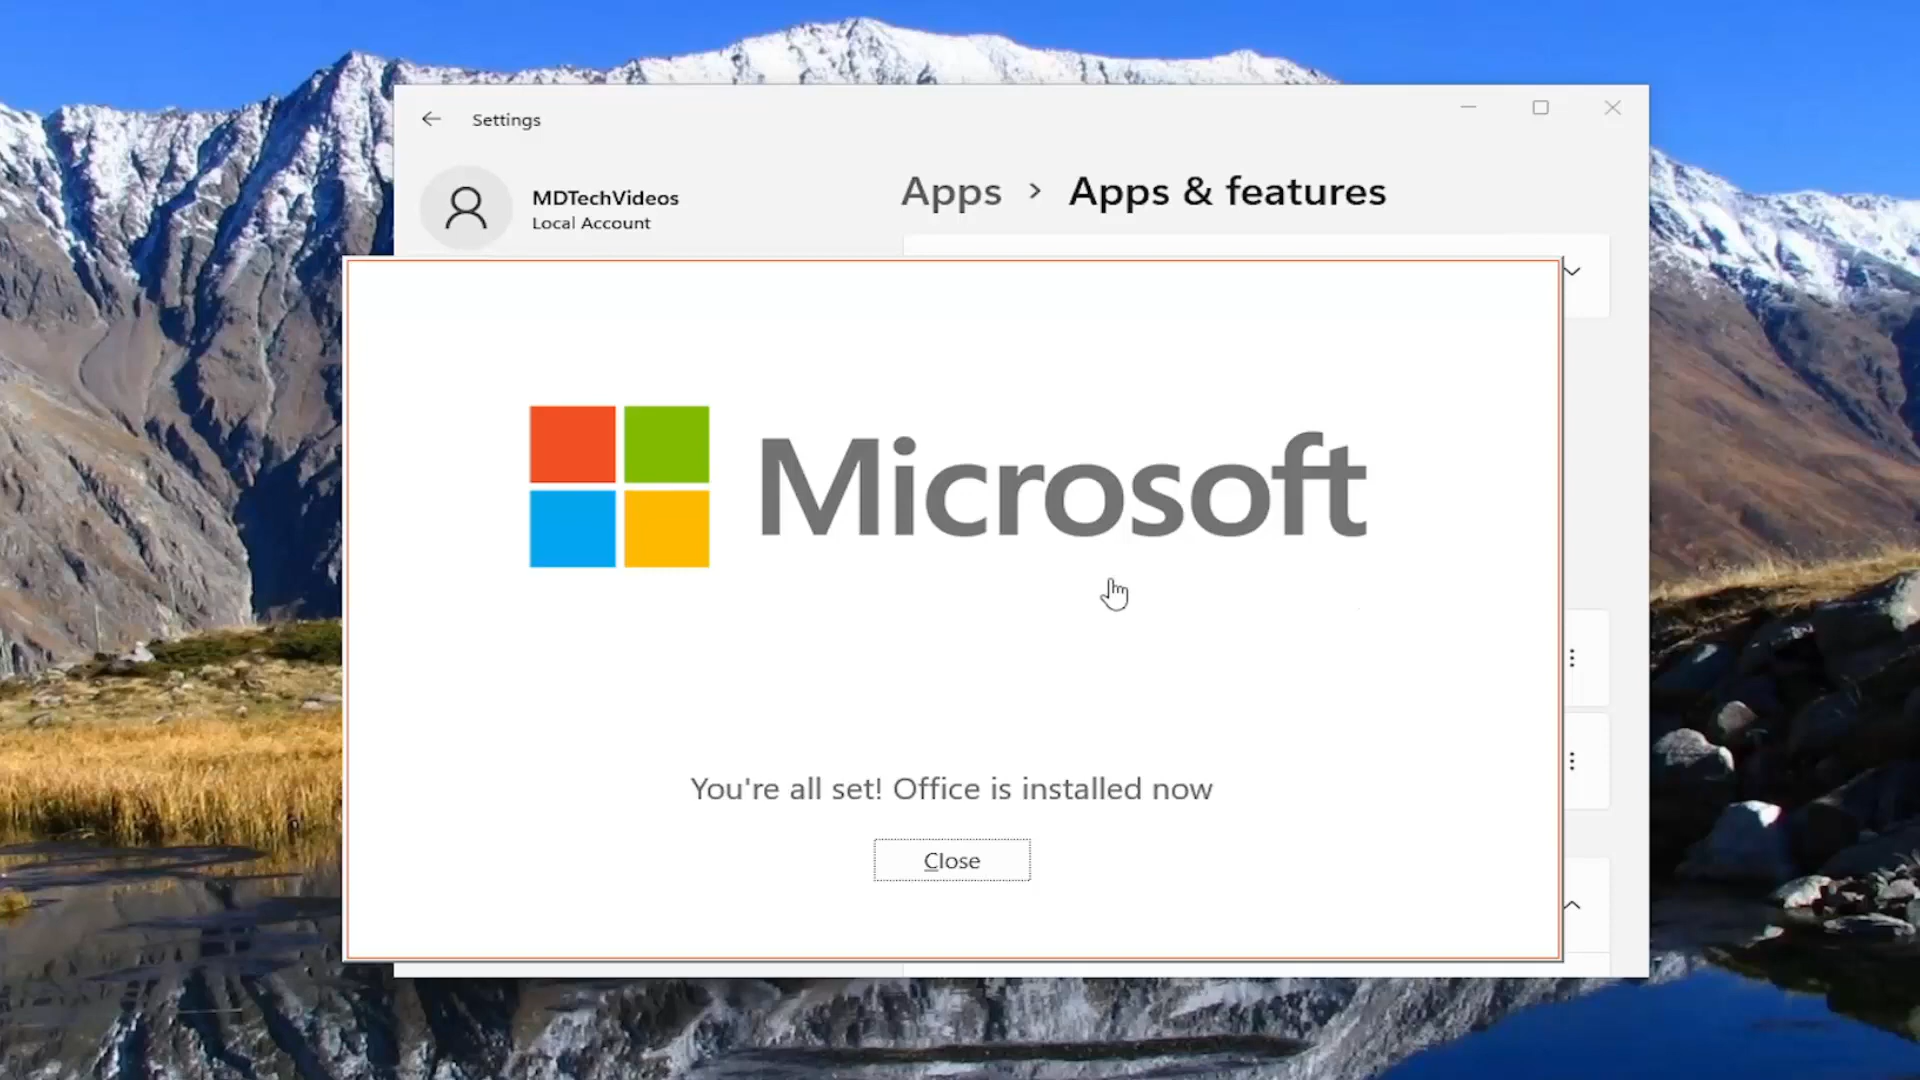 Settings
MDTechVideos
Local Account
Apps > Apps & features
Microsoft
You're all set! Office is installed now
Close